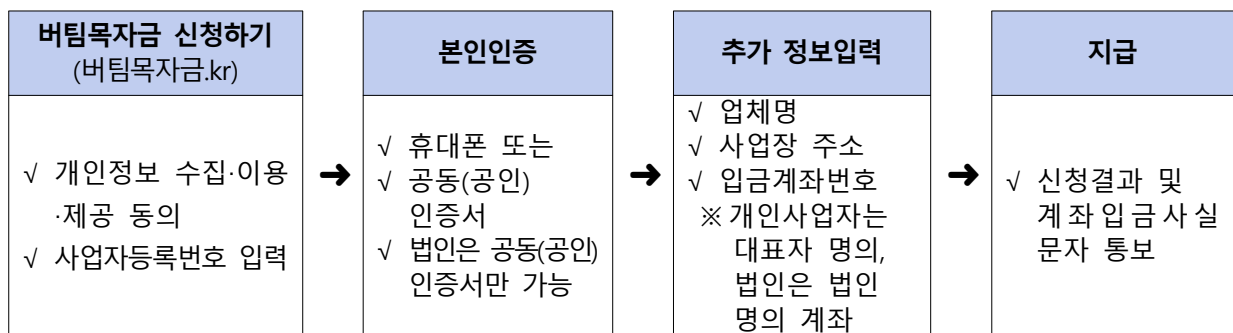 버팀목자금 신청하기
(버팀목자금.kr)
√ 개인정보 수집·이용
·제공 동의
√ 사업자등록번호 입력
➜
본인인증
√ 휴대폰 또는
√ 공동(공인)
인증서
√ 법인은 공동(공인)
인증서만 가능
➜
추가 정보입력
√ 업체명
√ 사업장 주소
√ 입금계좌번호
※ 개인사업자는
대표자 명의,
법인은 법인
명의 계좌
➜
지급
√ 신청결과 및
계좌입금사실
문자 통보